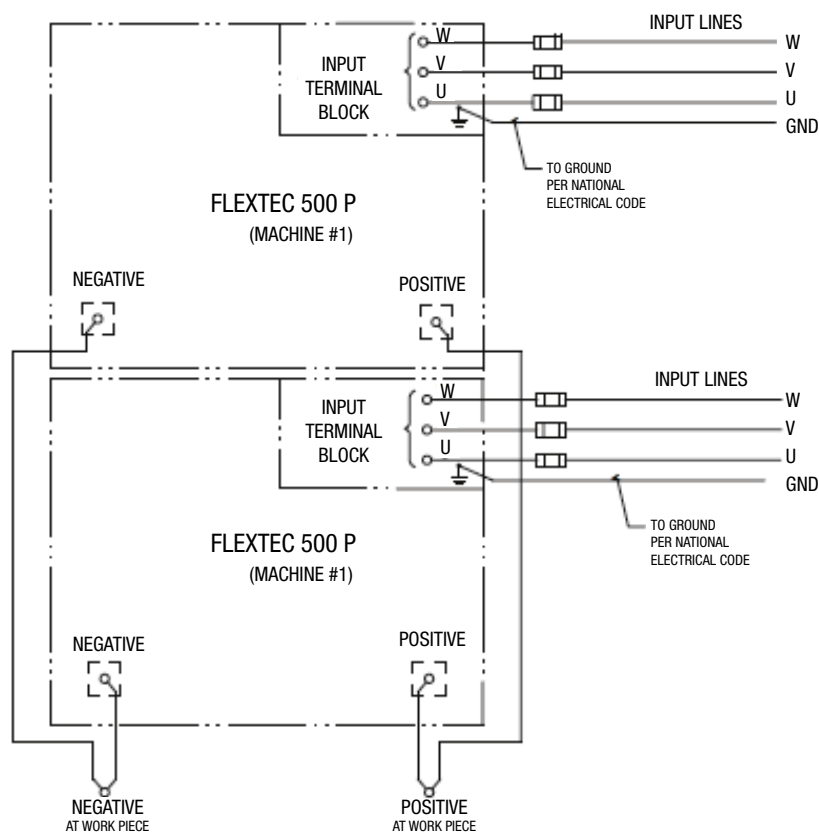 INPUT LINES
INPUT
TERMINAL
BLOCK
W
V
U
W
V
U
GND
TO GROUND
PER NATIONAL
ELECTRICAL CODE
FLEXTEC 500 P
(MACHINE #1)
NEGATIVE
POSITIVE
INPUT LINES
INPUT
TERMINAL
BLOCK
W
V
U
W
V
U
GND
TO GROUND
PER NATIONAL
ELECTRICAL CODE
FLEXTEC 500 P
(MACHINE #1)
NEGATIVE
POSITIVE
NEGATIVE
AT WORK PIECE
POSITIVE
AT WORK PIECE